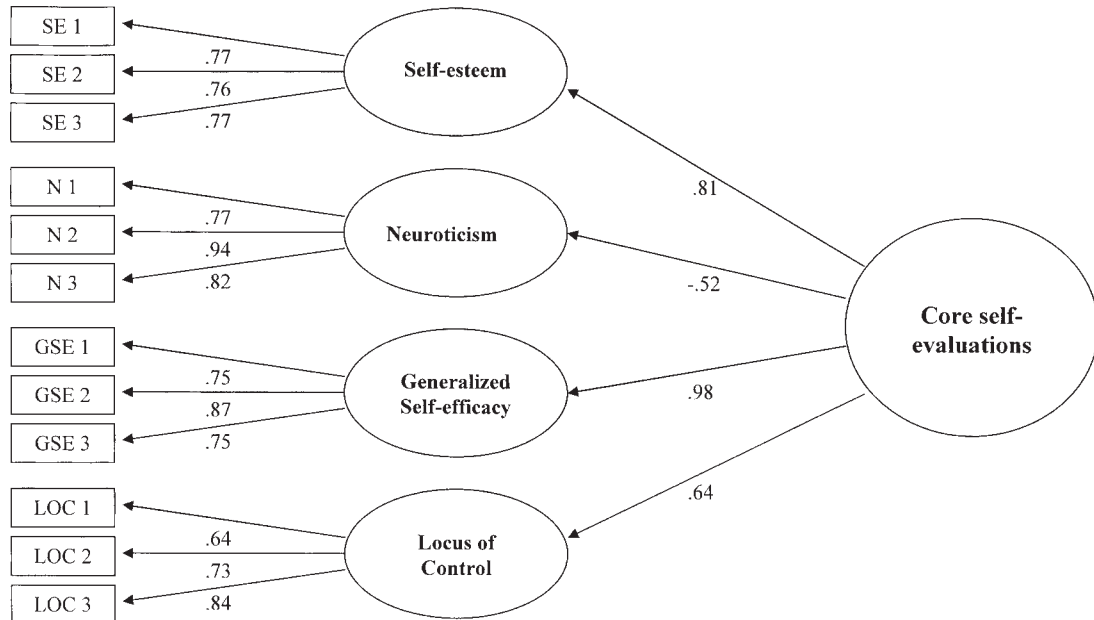 SE 1
SE 2
SE 3
.77
.76
.77
Self-esteem
N 1
N 2
N 3
.77
.94
.82
Neuroticism
GSE 1
GSE 2
GSE 3
.75
.87
.75
Generalized
Self-efficacy
LOC 1
LOC 2
LOC 3
.64
.73
.84
Locus of
Control
.81
-.52
.98
.64
Core self-
evaluations